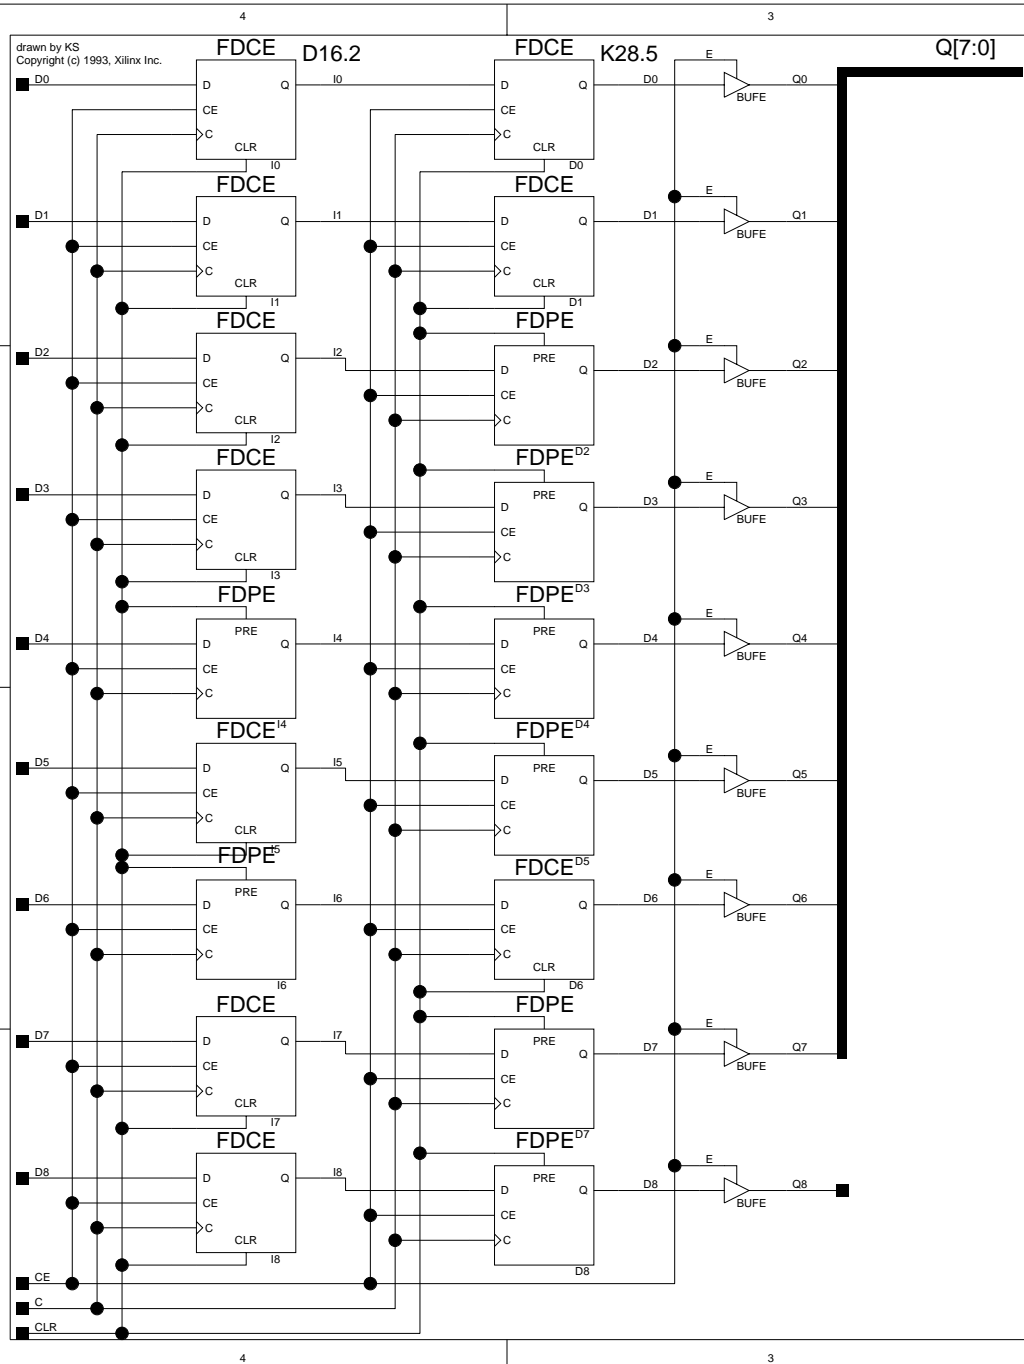 4 3
drawn by KS
Copyright (c) 1993, Xilinx Inc.
FDCE D16.2 FDCE K28.5 Q[7:0]
D0 D Q I0 D Q D0 E BUFE Q0
CE CE
C C
CLR CLR
I0 D0
FDCE FDCE
D1 D Q I1 D Q D1 E BUFE Q1
CE CE
C C
CLR CLR
I1 D1
FDCE FDPE
D2 D Q I2 PRE D Q D2 E BUFE Q2
CE CE
C C
CLR
I2 D2
FDCE FDPE
D3 D Q I3 PRE D Q D3 E BUFE Q3
CE CE
C C
CLR
I3 D3
FDPE FDPE
PRE PRE
D4 D Q I4 D Q D4 E BUFE Q4
CE CE
C C
I4 D4
FDCE FDPE
D5 D Q I5 PRE D Q D5 E BUFE Q5
CE CE
C C
CLR
I5 D5
FDPE FDCE
PRE
D6 D Q I6 D Q D6 E BUFE Q6
CE CE
C C
CLR
I6 D6
FDCE FDPE
D7 D Q I7 PRE D Q D7 E BUFE Q7
CE CE
C C
CLR
I7 D7
FDCE FDPE
D8 D Q I8 PRE D Q D8 E BUFE Q8
CE CE
C C
CLR
I8 D8
CE
C
CLR
4 3